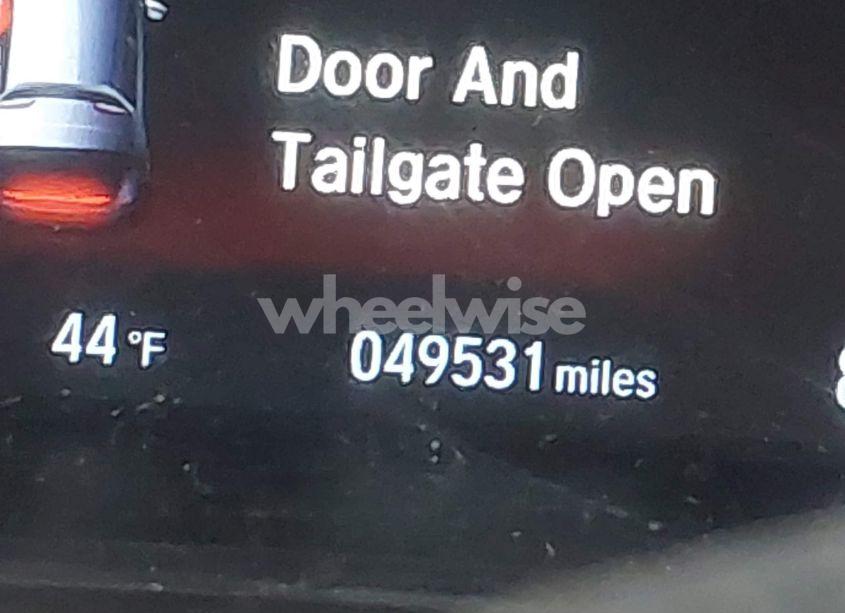 Door And
Tailgate Open
wheelwise
44 °F 049531 miles